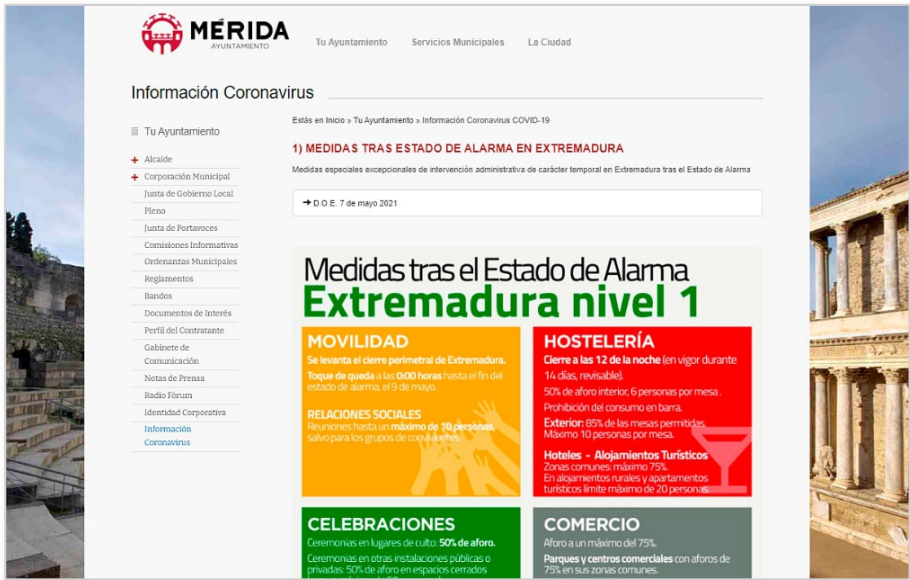 MÉRIDA
AYUNTAMIENTO
Tu Ayuntamiento
Servicios Municipales
La Ciudad
Información Coronavirus
Estás en Inicio » Tu Ayuntamiento » Información Coronavirus COVID-19
Tu Ayuntamiento
Alcalde
Corporación Municipal
Junta de Gobierno Local
Pleno
Junta de Portavoces
Comisiones Informativas
Ordenanzas Municipales
Reglamentos
Bandos
Documentos de Interés
Perfil del Contratante
Gabinete de
Comunicación
Notas de Prensa
Radio Fórum
Identidad Corporativa
Información
Coronavirus
1) MEDIDAS TRAS ESTADO DE ALARMA EN EXTREMADURA
Medidas especiales excepcionales de intervención administrativa de carácter temporal en Extremadura tras el Estado de Alarma
➔ D.O.E. 7 de mayo 2021
Medidas tras el Estado de Alarma
Extremadura nivel 1
MOVILIDAD
Se levanta el cierre perimetral de Extremadura.
Toque de queda a las 0:00 horas hasta el fin del
estado de alarma, el 9 de mayo.
RELACIONES SOCIALES
Reuniones hasta un máximo de 10 personas,
salvo para los grupos de convivientes.
HOSTELERÍA
Cierre a las 12 de la noche (en vigor durante
14 días, revisable).
50% de aforo interior, 6 personas por mesa .
Prohibición del consumo en barra.
Exterior: 85% de las mesas permitidas.
Máximo 10 personas por mesa.
Hoteles - Alojamientos Turísticos
Zonas comunes: máximo 75%.
En alojamientos rurales y apartamentos
turísticos límite máximo de 20 personas.
CELEBRACIONES
Ceremonias en lugares de culto: 50% de aforo.
Ceremonias en otras instalaciones públicas o
privadas: 50% de aforo en espacios cerrados
COMERCIO
Aforo a un máximo del 75%.
Parques y centros comerciales con aforos de
75% en sus zonas comunes.